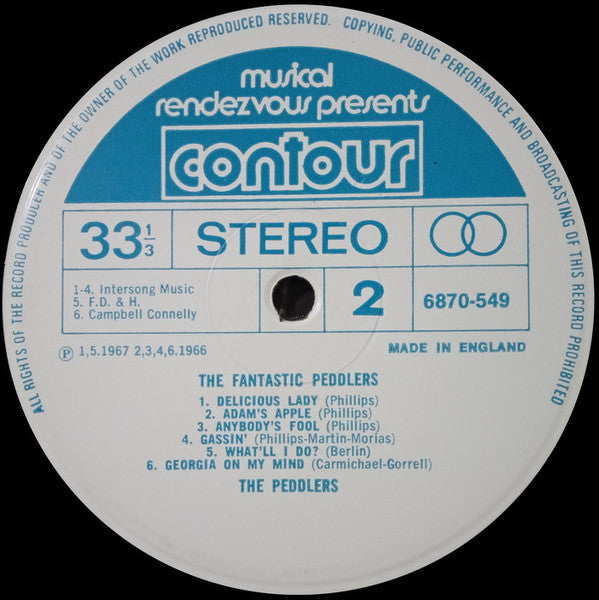 ALL RIGHTS OF THE RECORD PRODUCER AND OF THE OWNER OF THE WORK REPRODUCED RESERVED. COPYING, PUBLIC PERFORMANCE AND BROADCASTING OF THIS RECORD PROHIBITED
musical
rendezvous presents
contour
33 1/3 STEREO
1-4. Intersong Music
5. F.D. & H.
6. Campbell Connelly
2
6870-549
Ⓟ 1,5.1967 2,3,4,6.1966
MADE IN ENGLAND
THE FANTASTIC PEDDLERS
1. DELICIOUS LADY (Phillips)
2. ADAM'S APPLE (Phillips)
3. ANYBODY'S FOOL (Phillips)
4. GASSIN' (Phillips-Martin-Morias)
5. WHAT'LL I DO? (Berlin)
6. GEORGIA ON MY MIND (Carmichael-Gorrell)
THE PEDDLERS